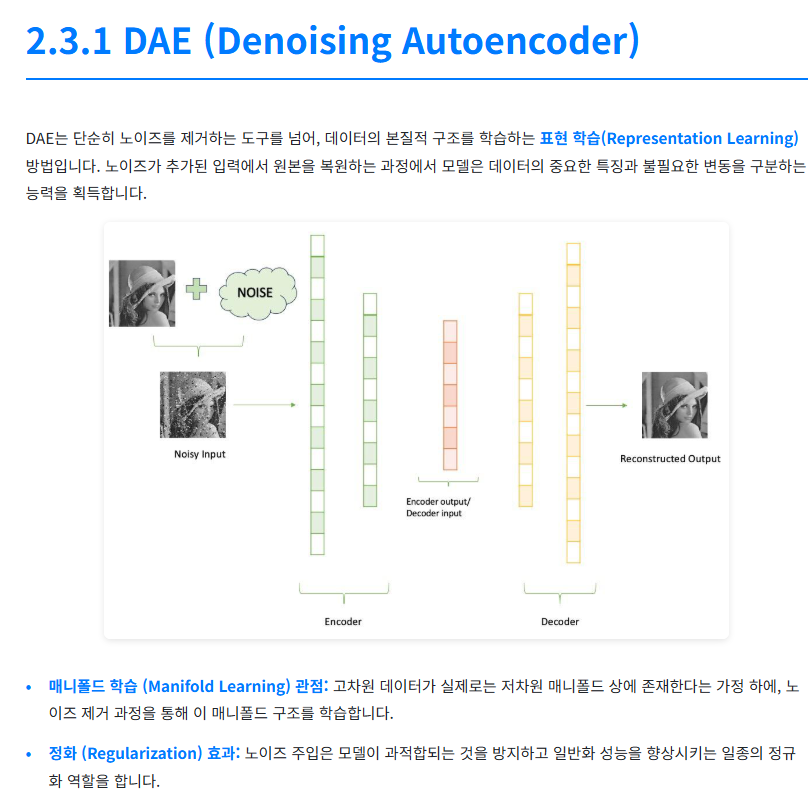 2.3.1 DAE (Denoising Autoencoder)
DAE는 단순히 노이즈를 제거하는 도구를 넘어, 데이터의 본질적 구조를 학습하는 표현 학습(Representation Learning)
방법입니다. 노이즈가 추가된 입력에서 원본을 복원하는 과정에서 모델은 데이터의 중요한 특징과 불필요한 변동을 구분하는
능력을 획득합니다.
NOISE
Noisy Input
Encoder output/
Decoder input
Reconstructed Output
Encoder
Decoder
• 매니폴드 학습 (Manifold Learning) 관점: 고차원 데이터가 실제로는 저차원 매니폴드 상에 존재한다는 가정 하에, 노
이즈 제거 과정을 통해 이 매니폴드 구조를 학습합니다.
• 정화 (Regularization) 효과: 노이즈 주입은 모델이 과적합되는 것을 방지하고 일반화 성능을 향상시키는 일종의 정규
화 역할을 합니다.